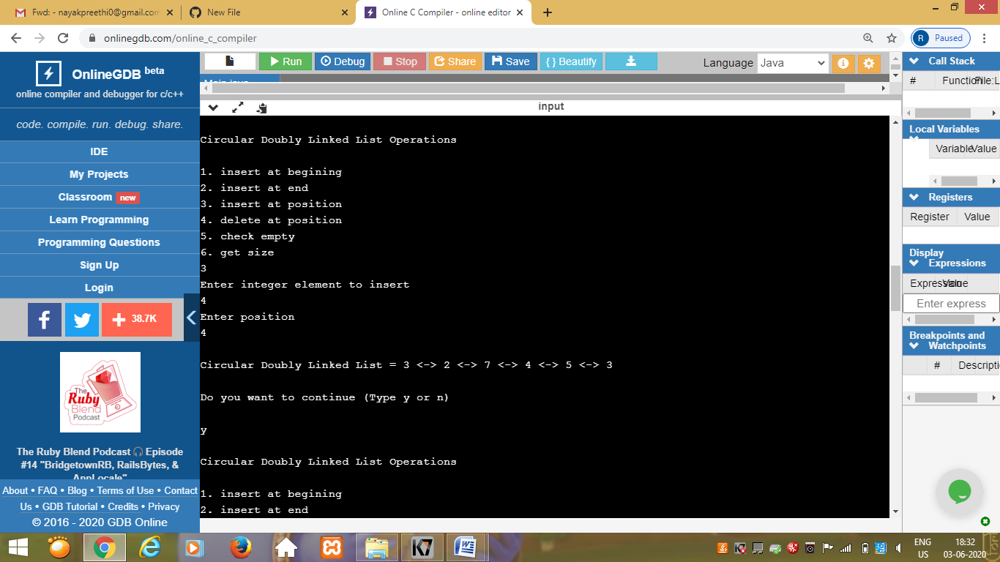 Fwd: - nayakpreethi0@gmail.com
New File
Online C Compiler - online editor
onlinegdb.com/online_c_compiler
R Paused
OnlineGDB beta
online compiler and debugger for c/c++
code. compile. run. debug. share.
IDE
My Projects
Classroom new
Learn Programming
Programming Questions
Sign Up
Login
38.7K
The
Ruby
Blend
Podcast
The Ruby Blend Podcast 🎧 Episode
#14 "BridgetownRB, RailsBytes, &
AppLocale"
About • FAQ • Blog • Terms of Use • Contact
Us • GDB Tutorial • Credits • Privacy
© 2016 - 2020 GDB Online
Run Debug Stop Share Save { } Beautify
Language Java
Main.java
input
Circular Doubly Linked List Operations
1. insert at begining
2. insert at end
3. insert at position
4. delete at position
5. check empty
6. get size
3
Enter integer element to insert
4
Enter position
4
Circular Doubly Linked List = 3 <-> 2 <-> 7 <-> 4 <-> 5 <-> 3
Do you want to continue (Type y or n)
y
Circular Doubly Linked List Operations
1. insert at begining
2. insert at end
Call Stack
# Function File:L
Local Variables
Variable Value
Registers
Register Value
Display
Expressions
Expression Value
Enter express
Breakpoints and
Watchpoints
# Descripti
ENG 18:32
US 03-06-2020